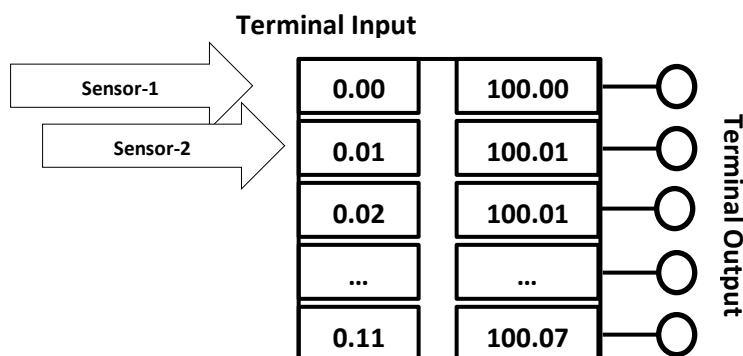 Terminal Input
Sensor-1
0.00 100.00
Sensor-2
0.01 100.01
0.02 100.01
... ...
0.11 100.07
Terminal Output